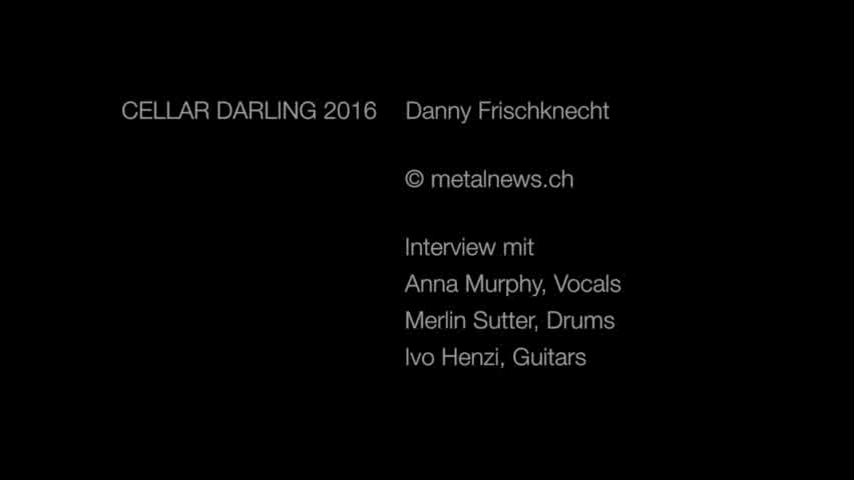 CELLAR DARLING 2016 Danny Frischknecht
© metalnews.ch
Interview mit
Anna Murphy, Vocals
Merlin Sutter, Drums
Ivo Henzi, Guitars